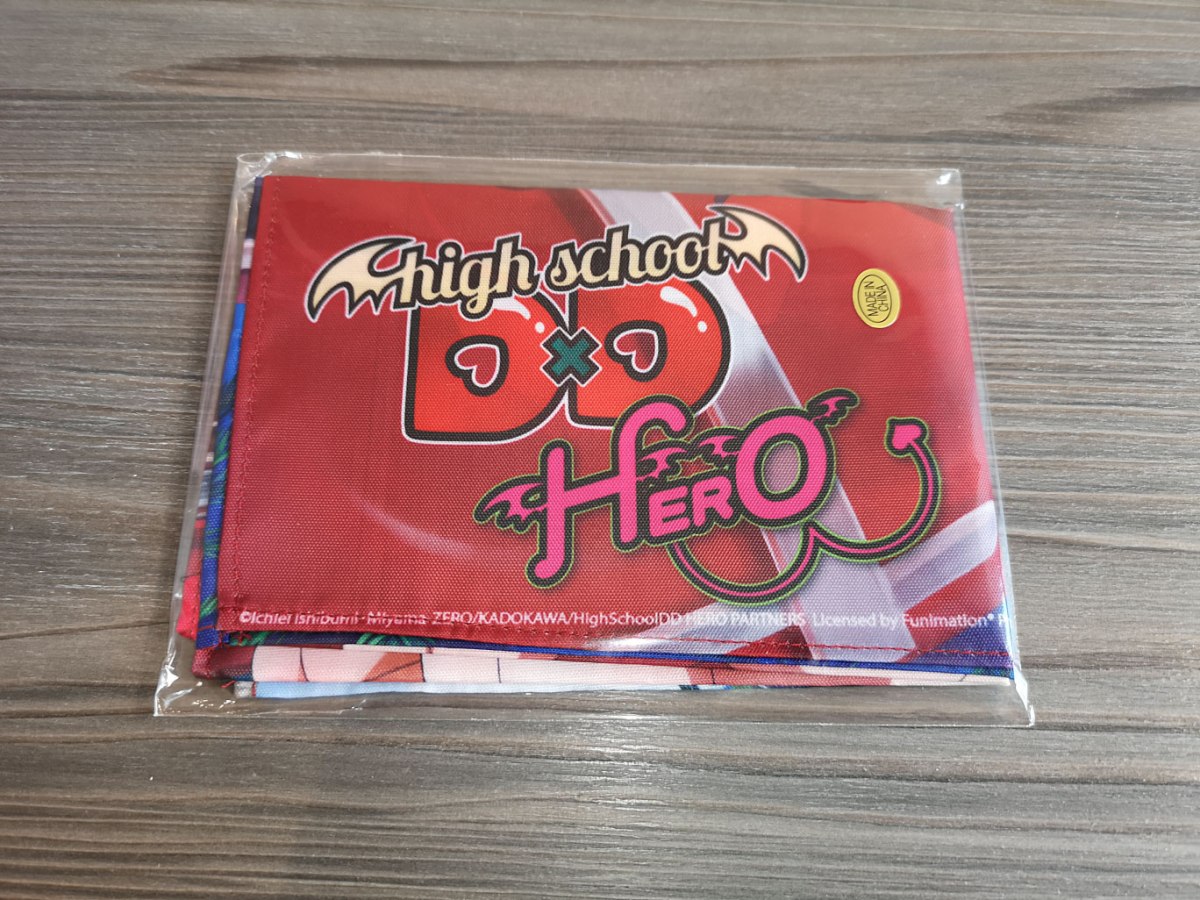 high school
DxD
HERO
MADE IN
CHINA
©Ichiei Ishibumi・Miyama ZERO/KADOKAWA/HighSchoolDD HERO PARTNERS Licensed by Funimation®